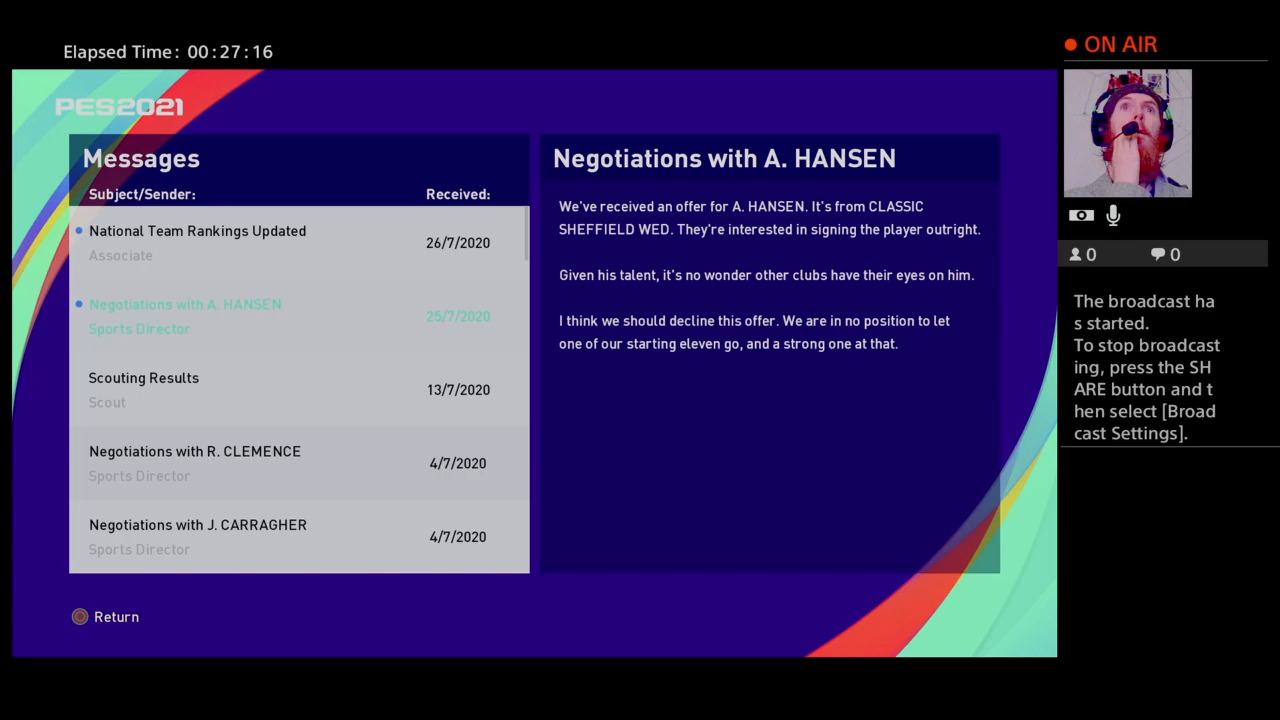 Elapsed Time: 00:27:16
ON AIR
PES2021
Messages
Subject/Sender:
Received:
National Team Rankings Updated
Associate
26/7/2020
Negotiations with A. HANSEN
Sports Director
25/7/2020
Scouting Results
Scout
13/7/2020
Negotiations with R. CLEMENCE
Sports Director
4/7/2020
Negotiations with J. CARRAGHER
Sports Director
4/7/2020
Negotiations with A. HANSEN
We've received an offer for A. HANSEN. It's from CLASSIC
SHEFFIELD WED. They're interested in signing the player outright.
Given his talent, it's no wonder other clubs have their eyes on him.
I think we should decline this offer. We are in no position to let
one of our starting eleven go, and a strong one at that.
Return
0
0
The broadcast ha
s started.
To stop broadcast
ing, press the SH
ARE button and t
hen select [Broad
cast Settings].